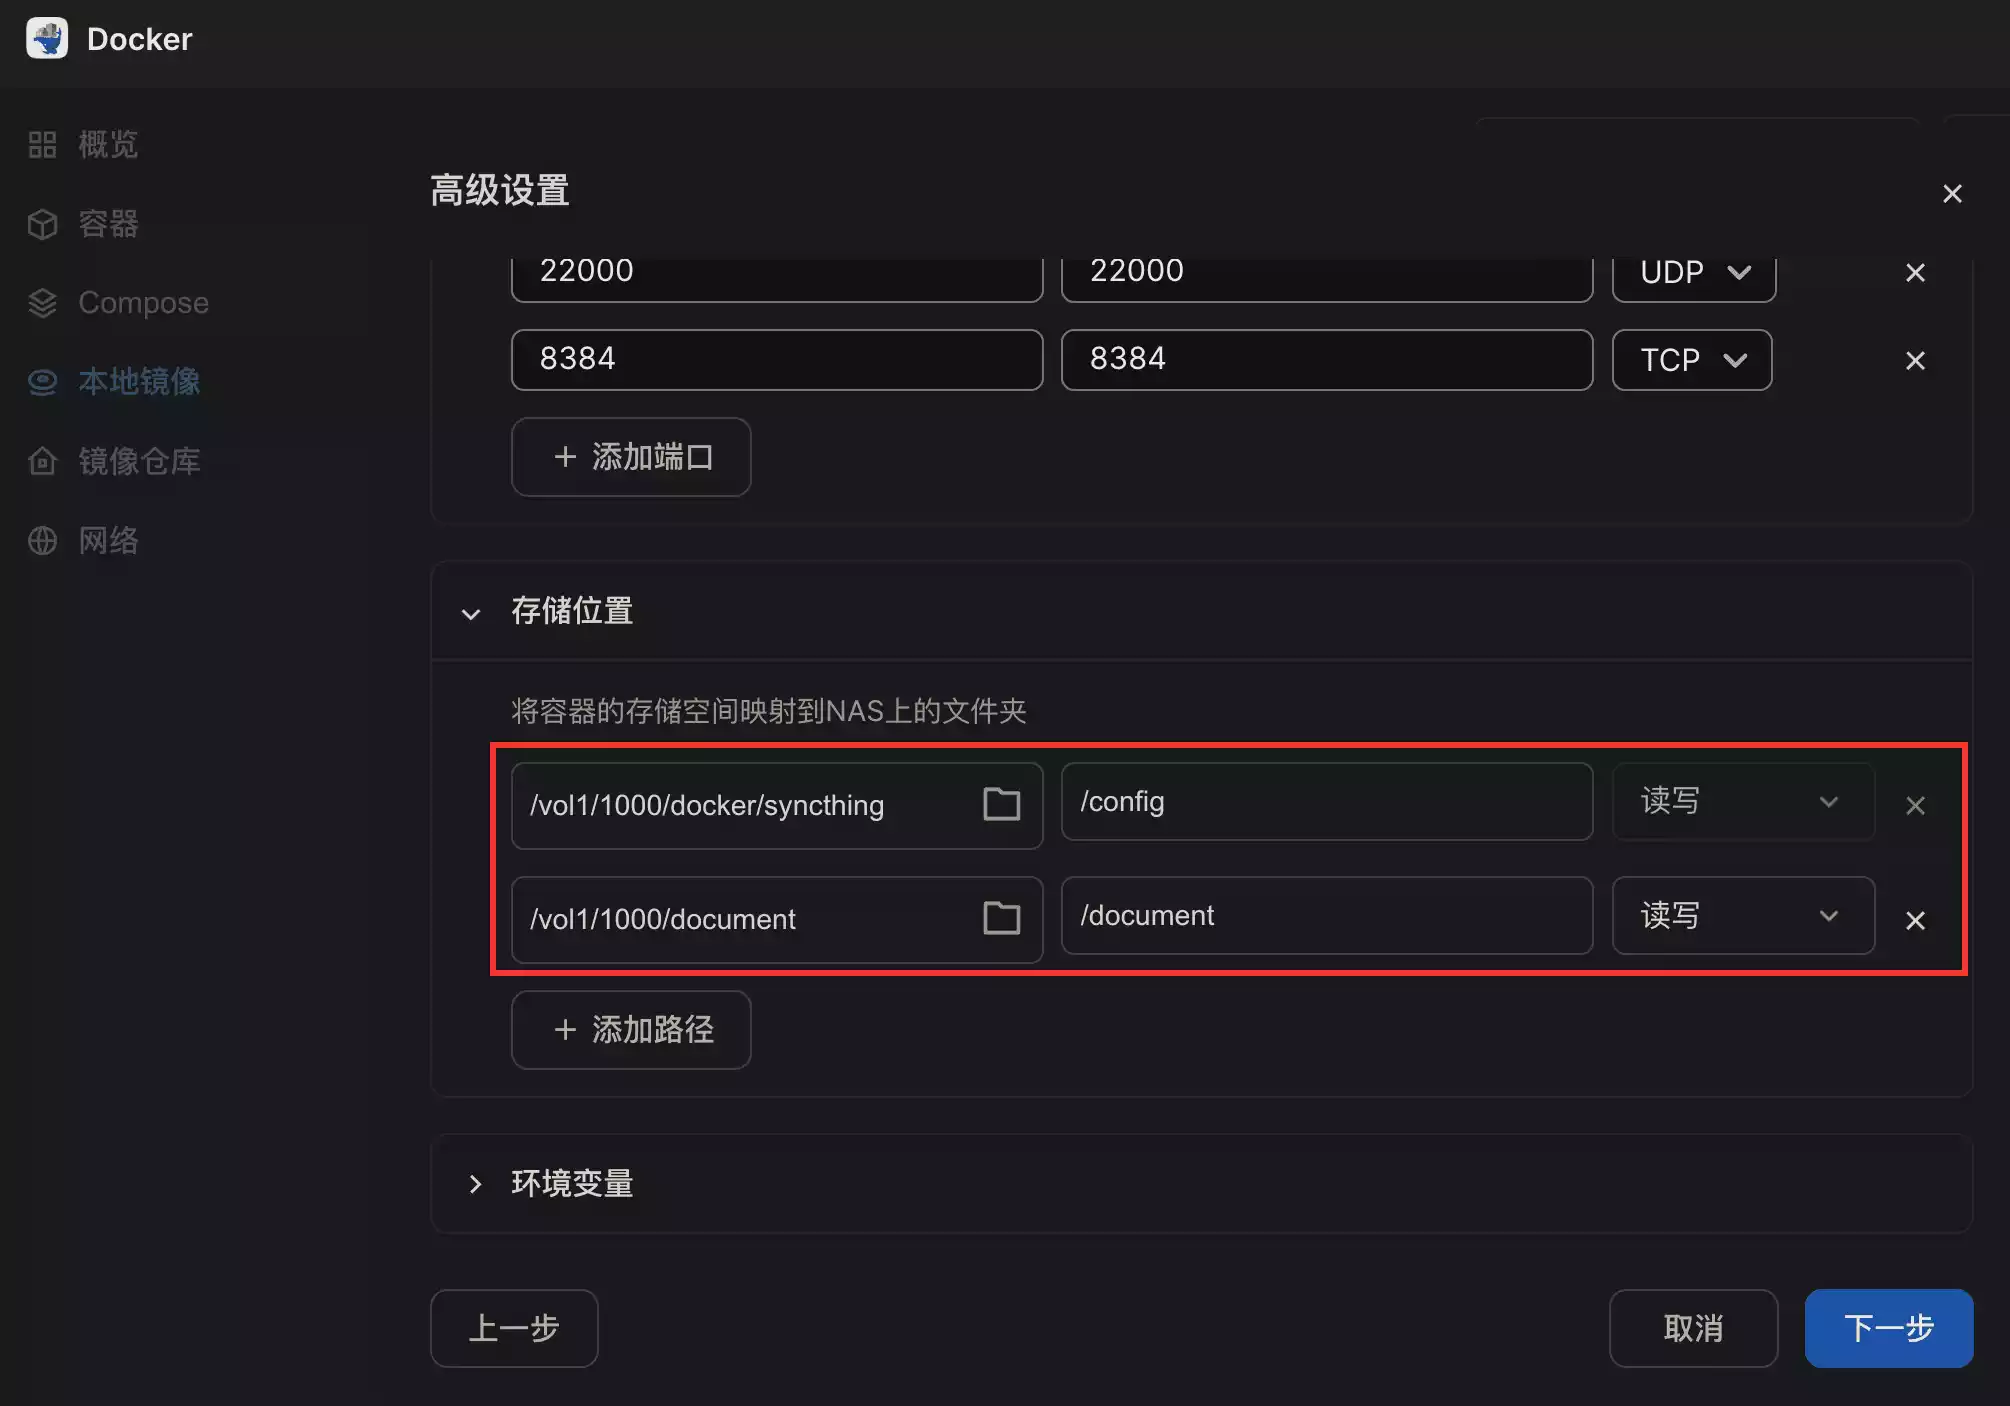 Docker
概览
容器
Compose
本地镜像
镜像仓库
网络
高级设置
22000 22000 UDP
8384 8384 TCP
+ 添加端口
存储位置
将容器的存储空间映射到NAS上的文件夹
/vol1/1000/docker/syncthing /config 读写
/vol1/1000/document /document 读写
+ 添加路径
环境变量
上一步 取消 下一步